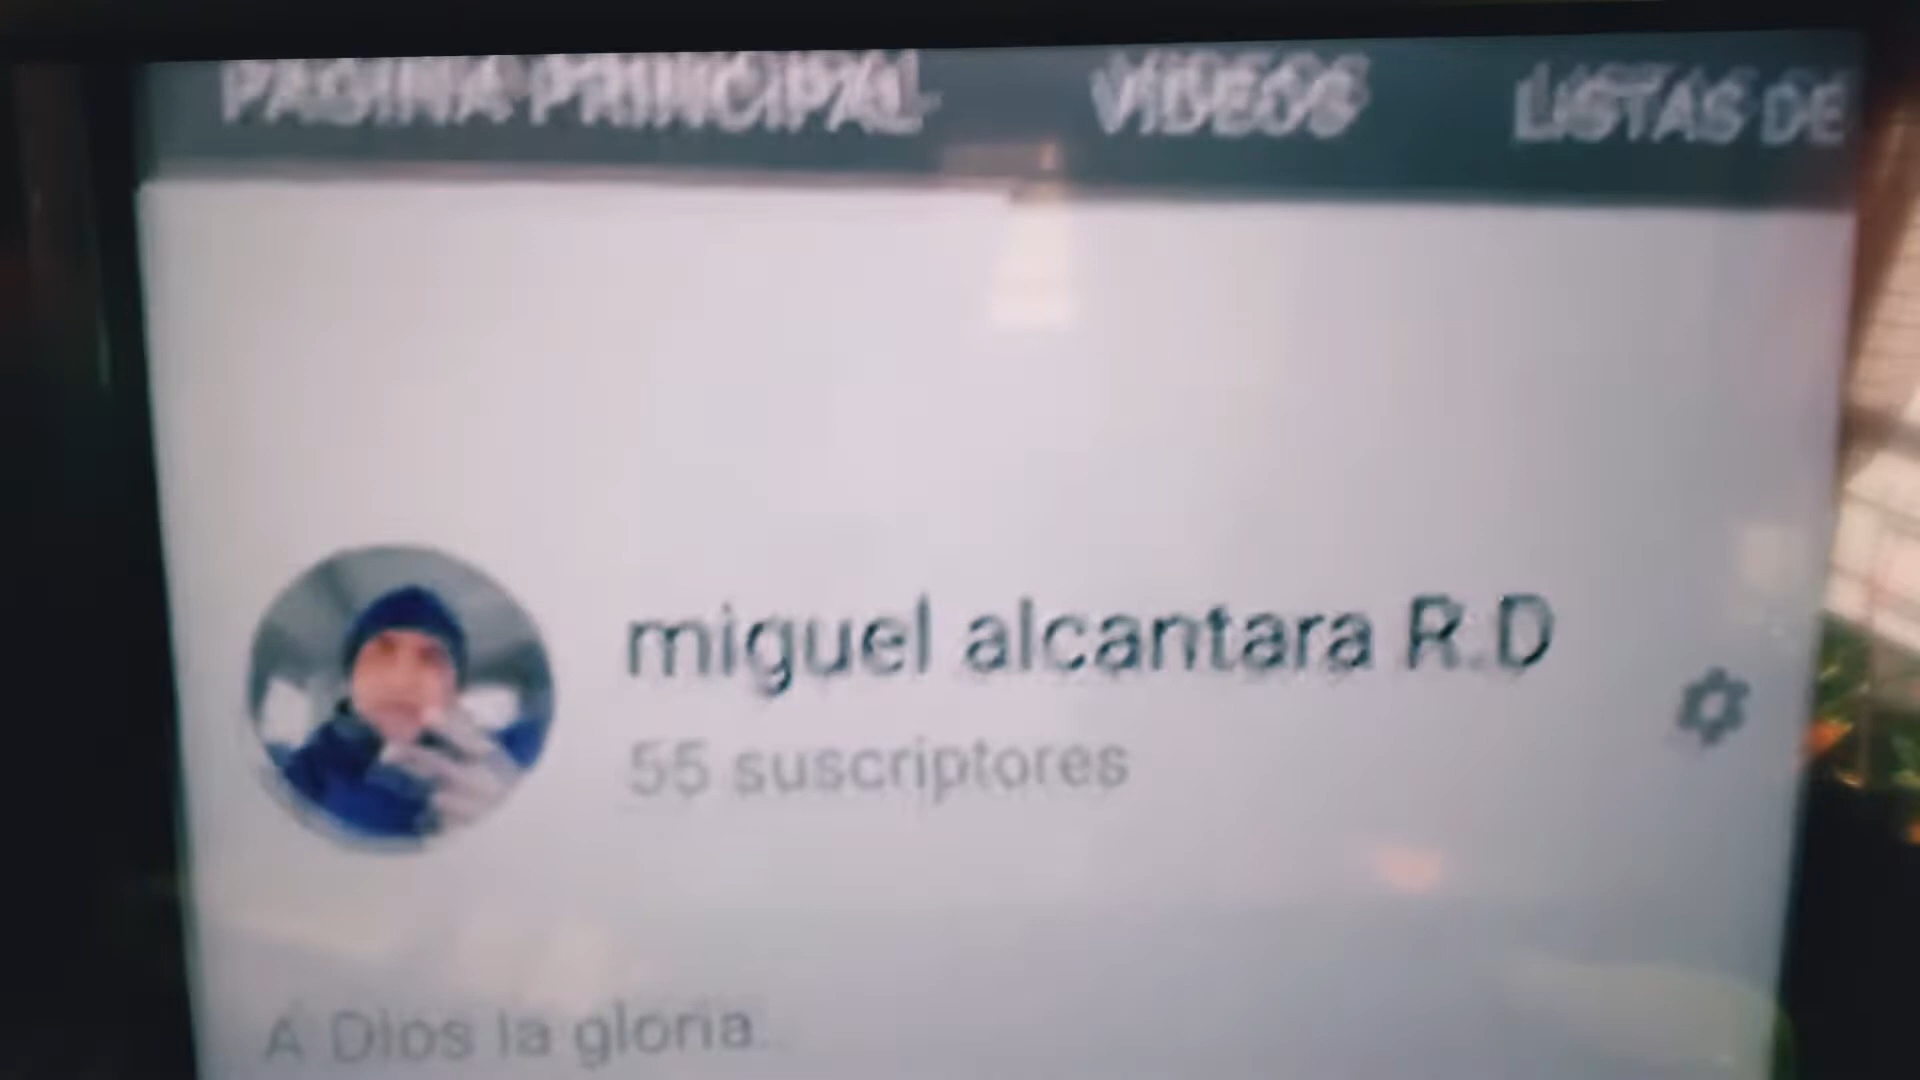 PAGINA PRINCIPAL
VIDEOS
LISTAS DE
miguel alcantara R.D
55 suscriptores
A Dios la gloria.